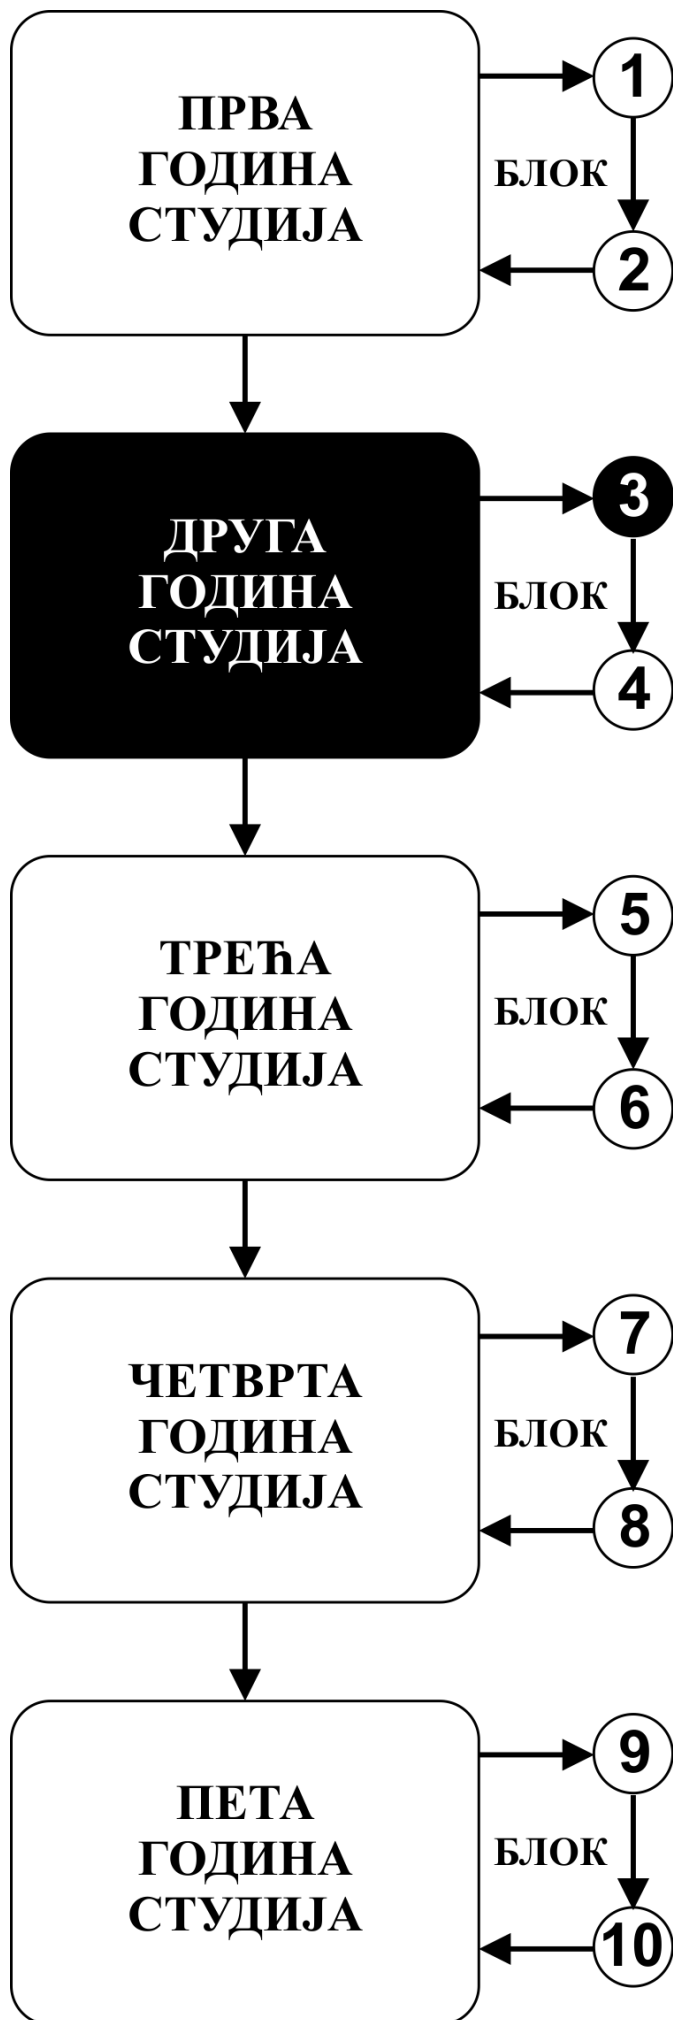 ПРВА
ГОДИНА
СТУДИЈА
1
БЛОК
2
ДРУГА
ГОДИНА
СТУДИЈА
3
БЛОК
4
ТРЕЋА
ГОДИНА
СТУДИЈА
5
БЛОК
6
ЧЕТВРТА
ГОДИНА
СТУДИЈА
7
БЛОК
8
ПЕТА
ГОДИНА
СТУДИЈА
9
БЛОК
10